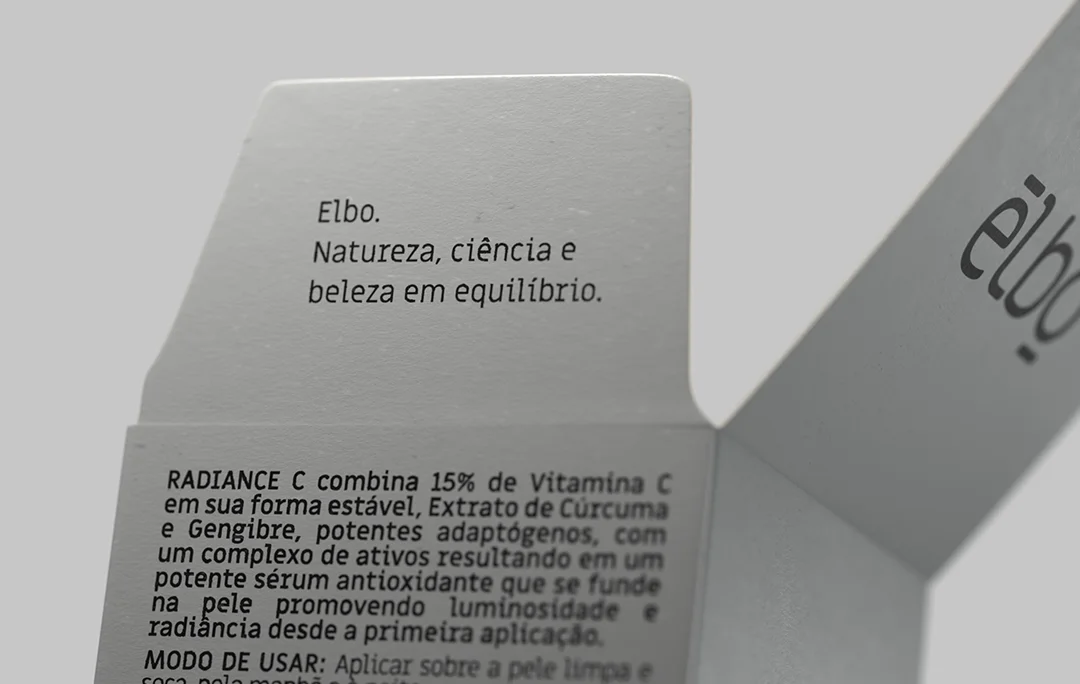 Elbo.
Natureza, ciência e
beleza em equilíbrio.
elbo
RADIANCE C combina 15% de Vitamina C
em sua forma estável, Extrato de Cúrcuma
e Gengibre, potentes adaptógenos, com
um complexo de ativos resultando em um
potente sérum antioxidante que se funde
na pele promovendo luminosidade e
radiância desde a primeira aplicação.
MODO DE USAR: Aplicar sobre a pele limpa e